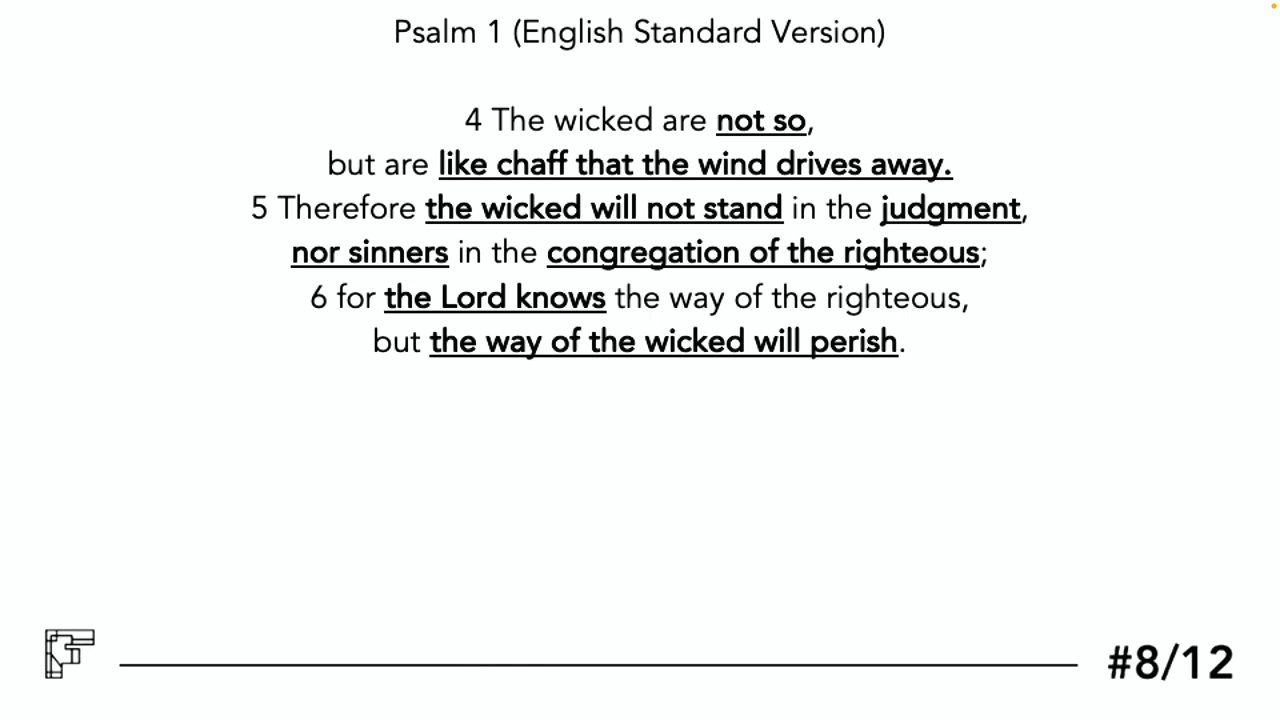 Psalm 1 (English Standard Version)
4 The wicked are not so,
but are like chaff that the wind drives away.
5 Therefore the wicked will not stand in the judgment,
nor sinners in the congregation of the righteous;
6 for the Lord knows the way of the righteous,
but the way of the wicked will perish.
#8/12